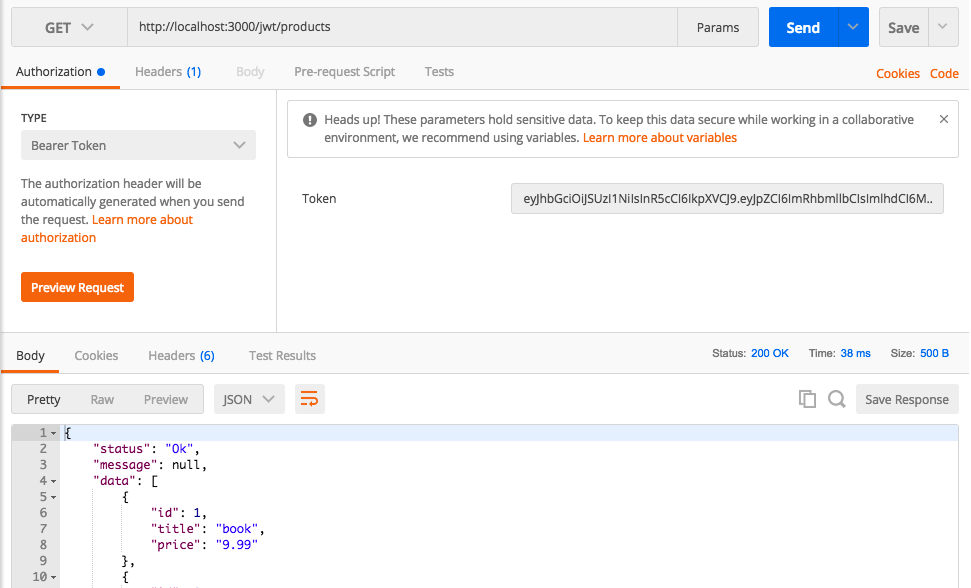 GET http://localhost:3000/jwt/products Params Send Save
Authorization Headers (1) Body Pre-request Script Tests Cookies Code
TYPE
Bearer Token
The authorization header will be
automatically generated when you send
the request. Learn more about
authorization
Preview Request
Heads up! These parameters hold sensitive data. To keep this data secure while working in a collaborative
environment, we recommend using variables. Learn more about variables
Token eyJhbGciOiJSUzI1NiIsInR5cCI6IkpXVCJ9.eyJpZCI6ImRhbmllbCIsImlhdCI6M..
Body Cookies Headers (6) Test Results Status: 200 OK Time: 38 ms Size: 500 B
Pretty Raw Preview JSON Save Response
1 {
2 "status": "Ok",
3 "message": null,
4 "data": [
5 {
6 "id": 1,
7 "title": "book",
8 "price": "9.99"
9 },
10 {